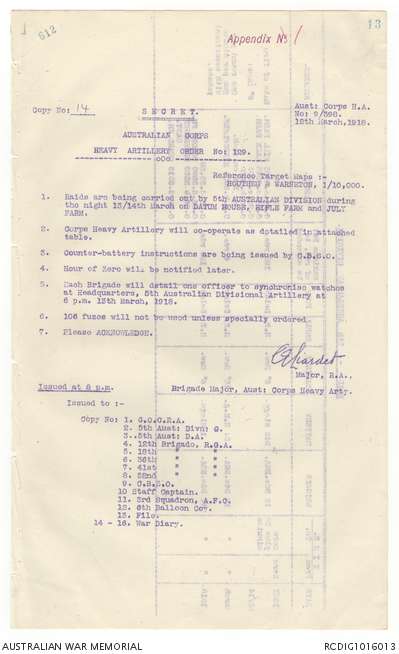 612
Appendix No 1
13
Copy No: 14
SECRET.
Aust: Corps H.A.
No: 9/598.
12th March, 1918.
AUSTRALIAN CORPS
HEAVY ARTILLERY ORDER No: 109.
Reference Target Maps :-
HOUTHEM & WARNETON, 1/10,000.
1. Raids are being carried out by 5th AUSTRALIAN DIVISION during
the night 13/14th March on DATUM HOUSE, RIFLE FARM and JULY
FARM.
2. Corps Heavy Artillery will co-operate as detailed in attached
table.
3. Counter-battery instructions are being issued by C.B.S.O.
4. Hour of Zero will be notified later.
5. Each Brigade will detail one officer to synchronise watches
at Headquarters, 5th Australian Divisional Artillery at
6 p.m. 13th March, 1918.
6. 106 fuzes will not be used unless specially ordered.
7. Please ACKNOWLEDGE.
Major, R.A.,
Issued at 8 p.m. Brigade Major, Aust: Corps Heavy Arty.
Issued to :-
Copy No: 1. G.O.C.R.A.
2. 5th Aust: Divn: G.
3. 5th Aust: D.A.
4. 12th Brigade, R.G.A.
5. 18th " "
6. 36th " "
7. 41st " "
8. 52nd " "
9. C.B.S.O.
10 Staff Captain.
11. 3rd Squadron, A.F.C.
12. 6th Balloon Coy.
13. File.
14 - 16. War Diary.
AUSTRALIAN WAR MEMORIAL
RCDIG1016013